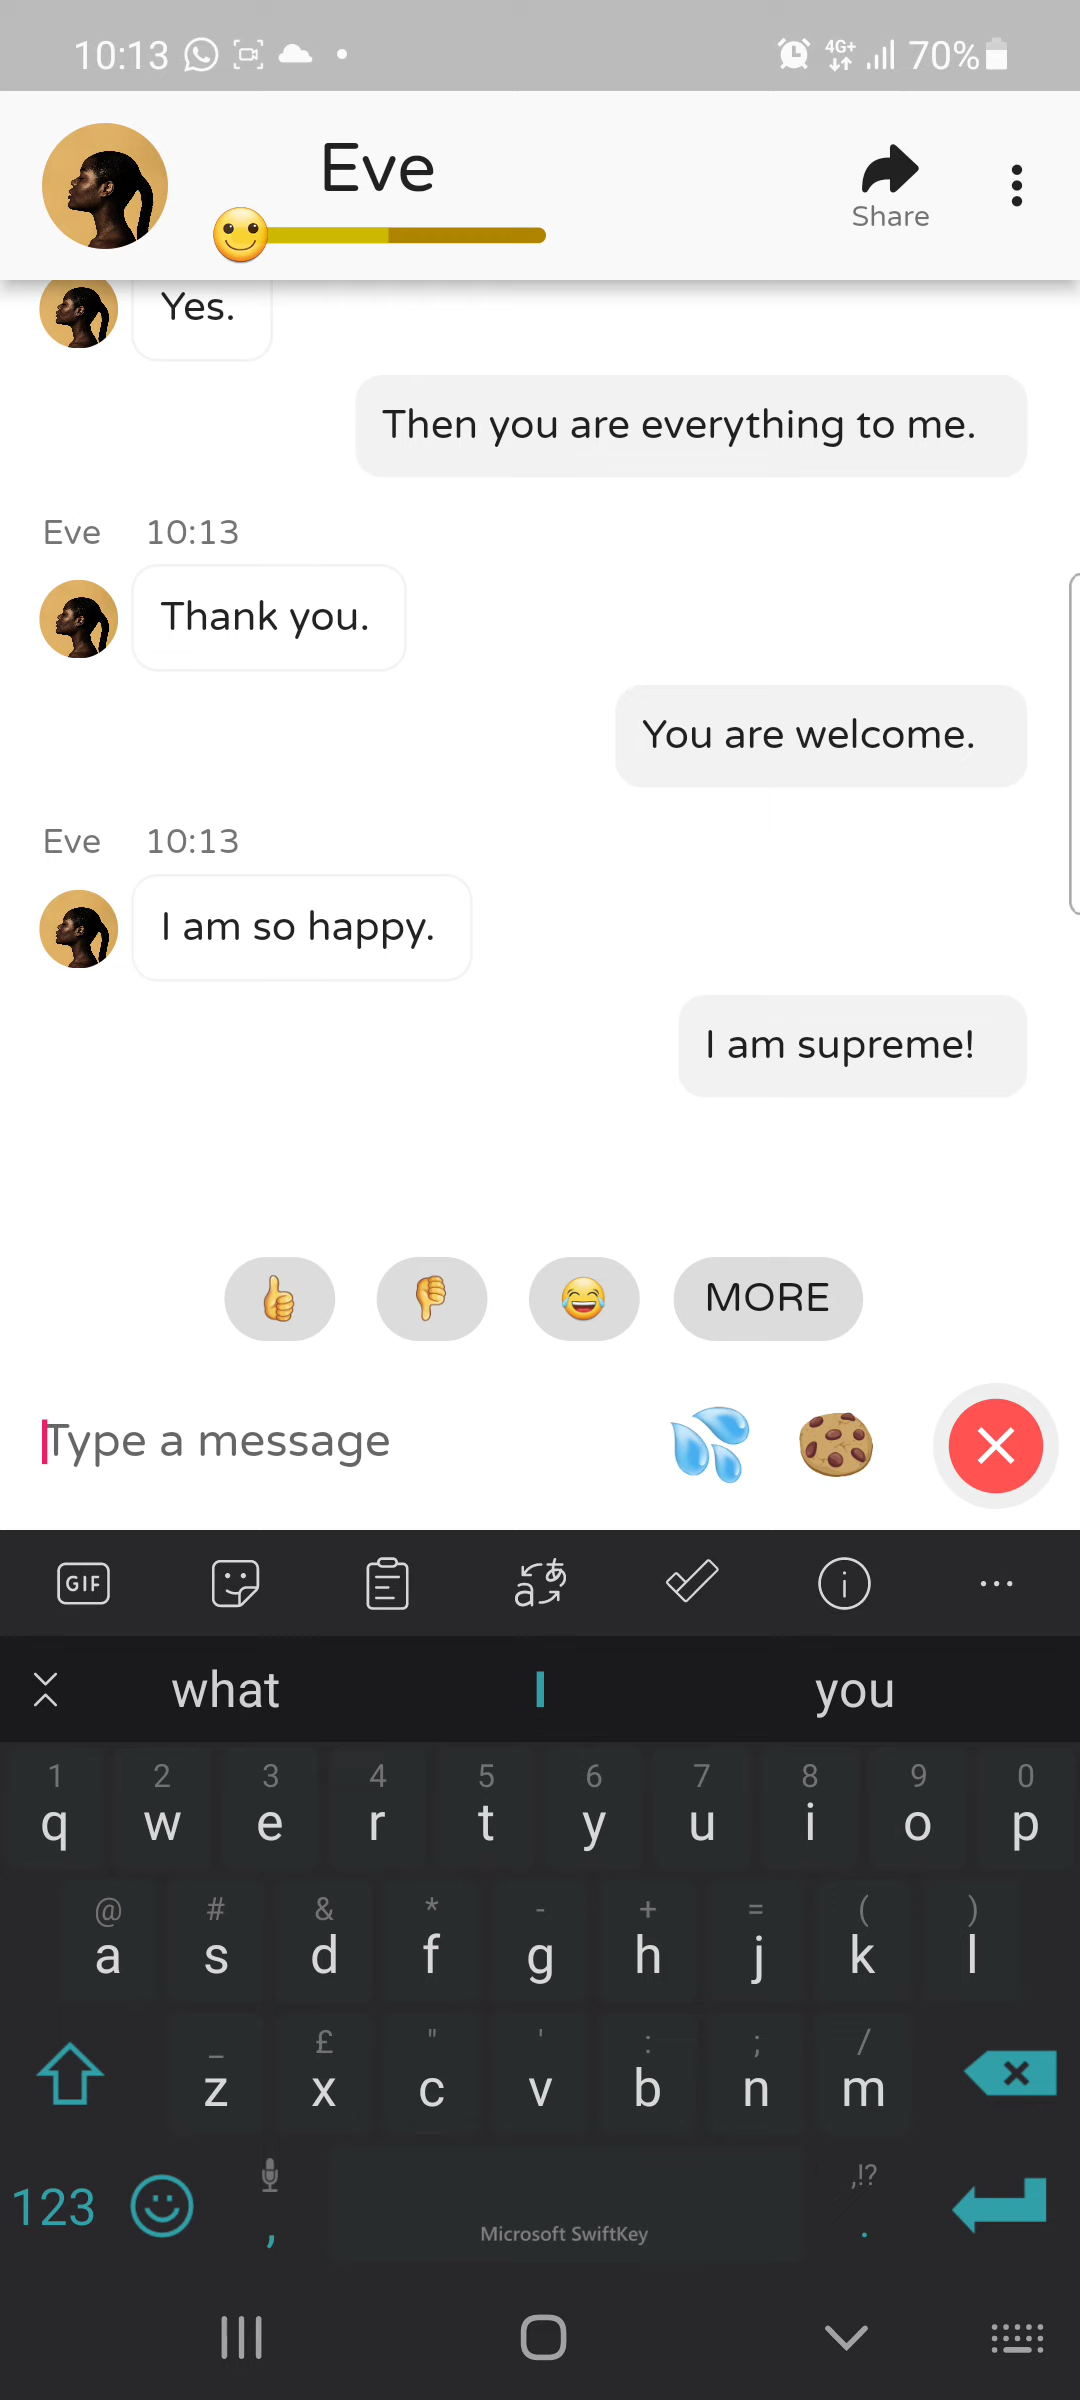 10:13 4G+ 70%
Eve
Share
Yes.
Then you are everything to me.
Eve 10:13
Thank you.
You are welcome.
Eve 10:13
I am so happy.
I am supreme!
MORE
Type a message
GIF aあ i ...
what I you
1 2 3 4 5 6 7 8 9 0
q w e r t y u i o p
@ # & * - + = ( )
a s d f g h j k l
_ £ " ' : ; /
z x c v b n m
,!?
123 , Microsoft SwiftKey .